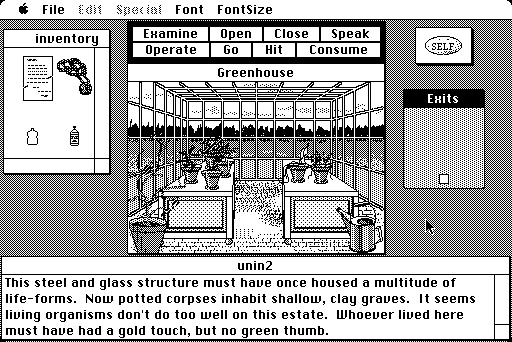 File Edit Special Font FontSize
inventory
Examine Open Close Speak
Operate Go Hit Consume
SELF
Greenhouse
Exits
unin2
This steel and glass structure must have once housed a multitude of
life-forms. Now potted corpses inhabit shallow, clay graves. It seems
living organisms don't do too well on this estate. Whoever lived here
must have had a gold touch, but no green thumb.